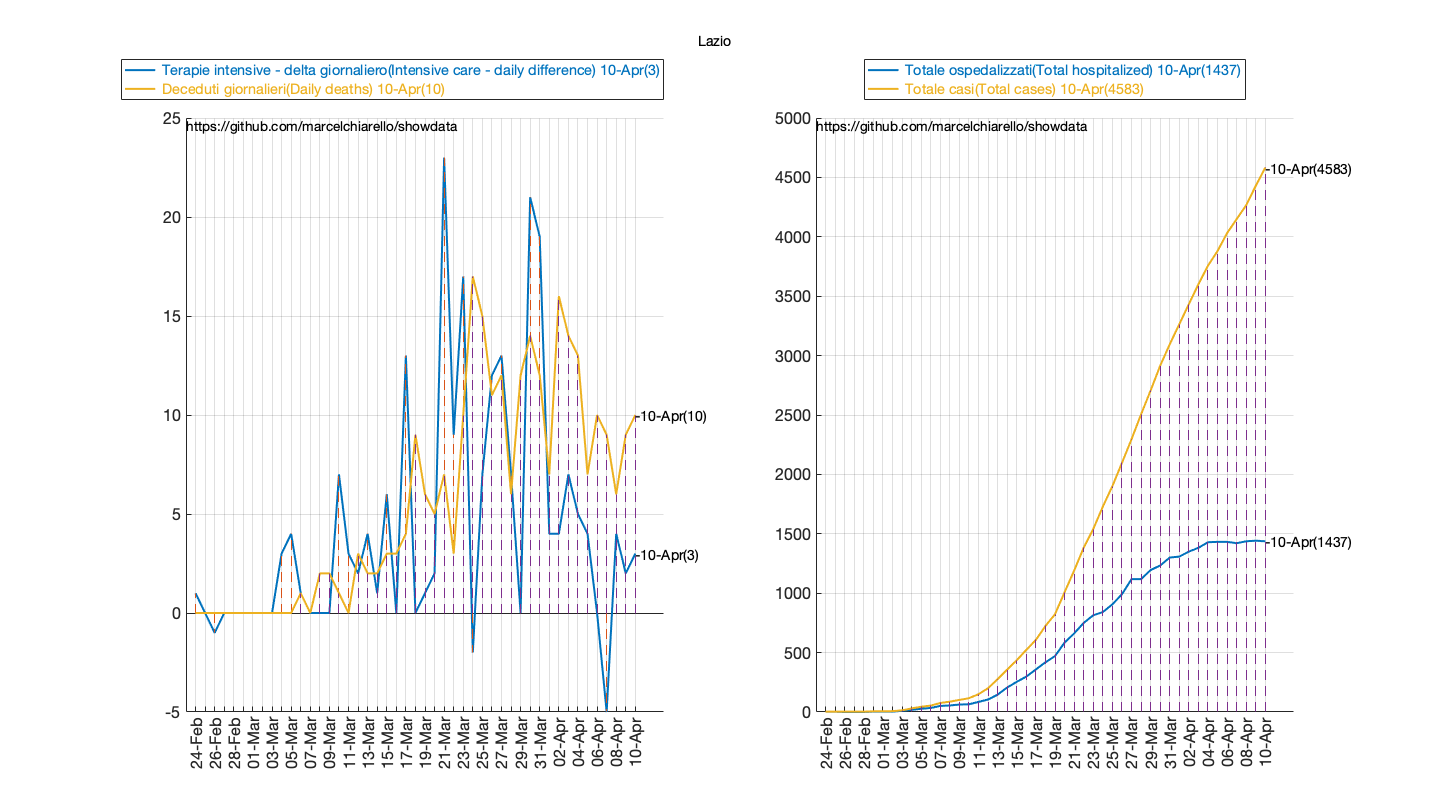 Lazio
Terapie intensive - delta giornaliero(Intensive care - daily difference) 10-Apr(3)
Deceduti giornalieri(Daily deaths) 10-Apr(10)
https://github.com/marcelchiarello/showdata
25
20
15
10
5
0
-5
10-Apr(10)
10-Apr(3)
24-Feb
26-Feb
28-Feb
01-Mar
03-Mar
05-Mar
07-Mar
09-Mar
11-Mar
13-Mar
15-Mar
17-Mar
19-Mar
21-Mar
23-Mar
25-Mar
27-Mar
29-Mar
31-Mar
02-Apr
04-Apr
06-Apr
08-Apr
10-Apr
Totale ospedalizzati(Total hospitalized) 10-Apr(1437)
Totale casi(Total cases) 10-Apr(4583)
https://github.com/marcelchiarello/showdata
5000
4500
4000
3500
3000
2500
2000
1500
1000
500
0
10-Apr(4583)
10-Apr(1437)
24-Feb
26-Feb
28-Feb
01-Mar
03-Mar
05-Mar
07-Mar
09-Mar
11-Mar
13-Mar
15-Mar
17-Mar
19-Mar
21-Mar
23-Mar
25-Mar
27-Mar
29-Mar
31-Mar
02-Apr
04-Apr
06-Apr
08-Apr
10-Apr